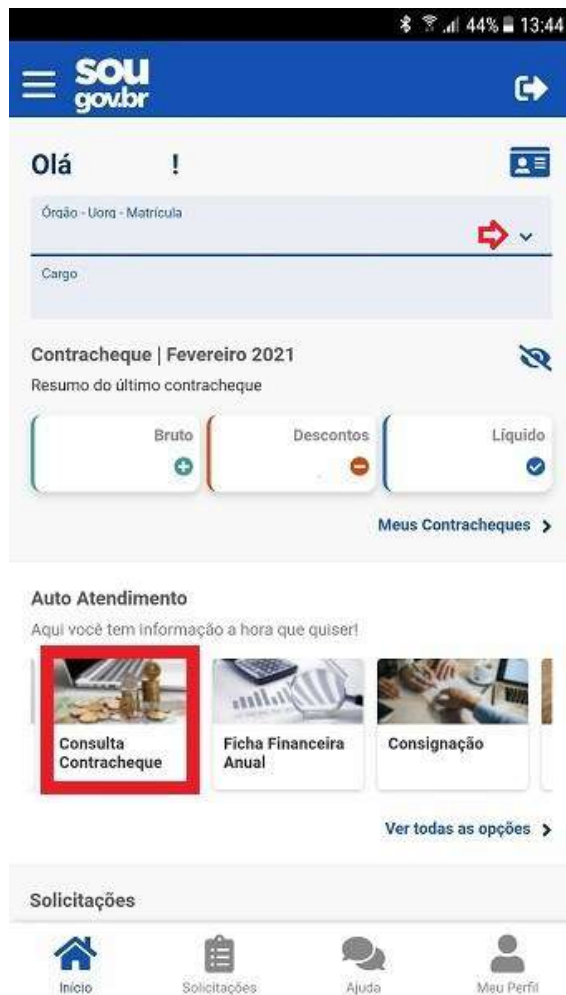 44% 13:44
sou
gov.br
Olá !
Órgão - Uorg - Matrícula
Cargo
Contracheque | Fevereiro 2021
Resumo do último contracheque
Bruto Descontos Líquido
Meus Contracheques
Auto Atendimento
Aqui você tem informação a hora que quiser!
Consulta
Contracheque
Ficha Financeira
Anual
Consignação
Ver todas as opções
Solicitações
Início Solicitações Ajuda Meu Perfil